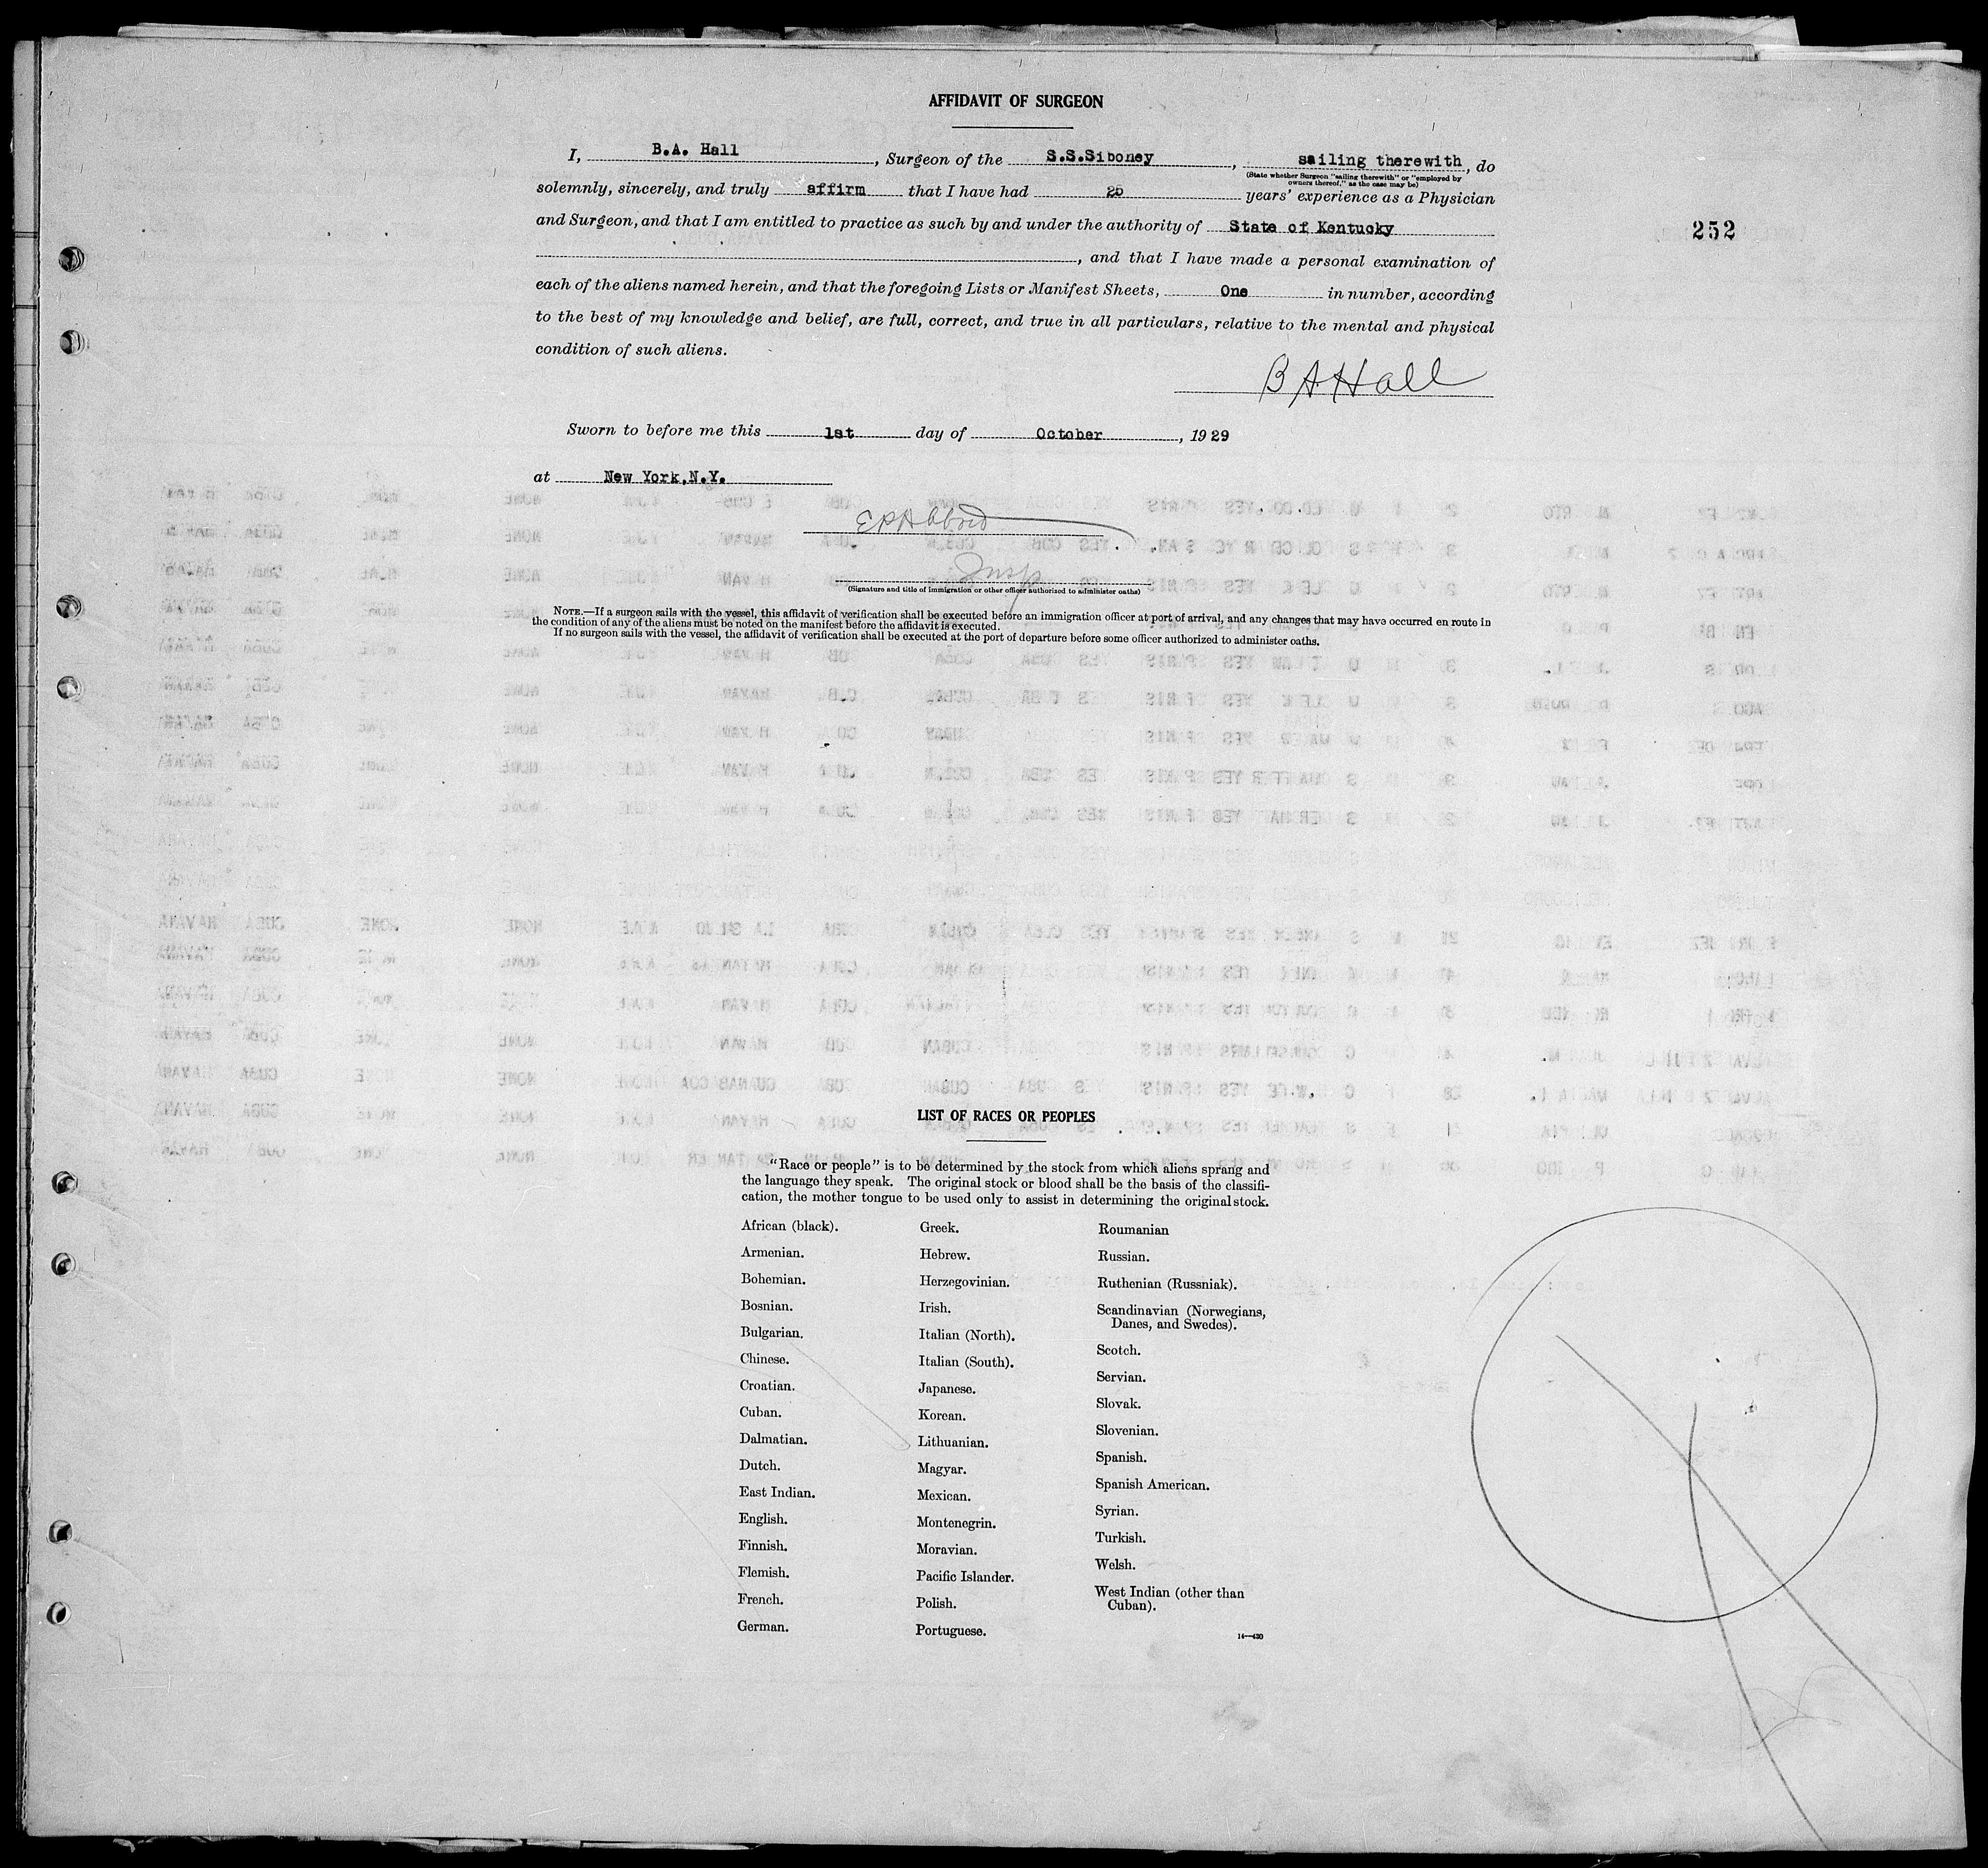 AFFIDAVIT OF SURGEON
I, B.A. Hall, Surgeon of the S.S.Siboney, sailing therewith, do
(State whether Surgeon "sailing therewith" or "employed by
owners thereof," as the case may be)
solemnly, sincerely, and truly affirm that I have had 25 years' experience as a Physician
and Surgeon, and that I am entitled to practice as such by and under the authority of State of Kentucky
252
, and that I have made a personal examination of
each of the aliens named herein, and that the foregoing Lists or Manifest Sheets, One in number, according
to the best of my knowledge and belief, are full, correct, and true in all particulars, relative to the mental and physical
condition of such aliens.
B A Hall
Sworn to before me this 1st day of October, 1929
at New York, N.Y.
Insp
(Signature and title of immigration or other officer authorized to administer oaths)
NOTE.—If a surgeon sails with the vessel, this affidavit of verification shall be executed before an immigration officer at port of arrival, and any changes that may have occurred en route in
the condition of any of the aliens must be noted on the manifest before the affidavit is executed.
If no surgeon sails with the vessel, the affidavit of verification shall be executed at the port of departure before some officer authorized to administer oaths.
LIST OF RACES OR PEOPLES
"Race or people" is to be determined by the stock from which aliens sprang and
the language they speak. The original stock or blood shall be the basis of the classifi-
cation, the mother tongue to be used only to assist in determining the original stock.
African (black).
Armenian.
Bohemian.
Bosnian.
Bulgarian.
Chinese.
Croatian.
Cuban.
Dalmatian.
Dutch.
East Indian.
English.
Finnish.
Flemish.
French.
German.
Greek.
Hebrew.
Herzegovinian.
Irish.
Italian (North).
Italian (South).
Japanese.
Korean.
Lithuanian.
Magyar.
Mexican.
Montenegrin.
Moravian.
Pacific Islander.
Polish.
Portuguese.
Roumanian
Russian.
Ruthenian (Russniak).
Scandinavian (Norwegians,
Danes, and Swedes).
Scotch.
Servian.
Slovak.
Slovenian.
Spanish.
Spanish American.
Syrian.
Turkish.
Welsh.
West Indian (other than
Cuban).
14—430